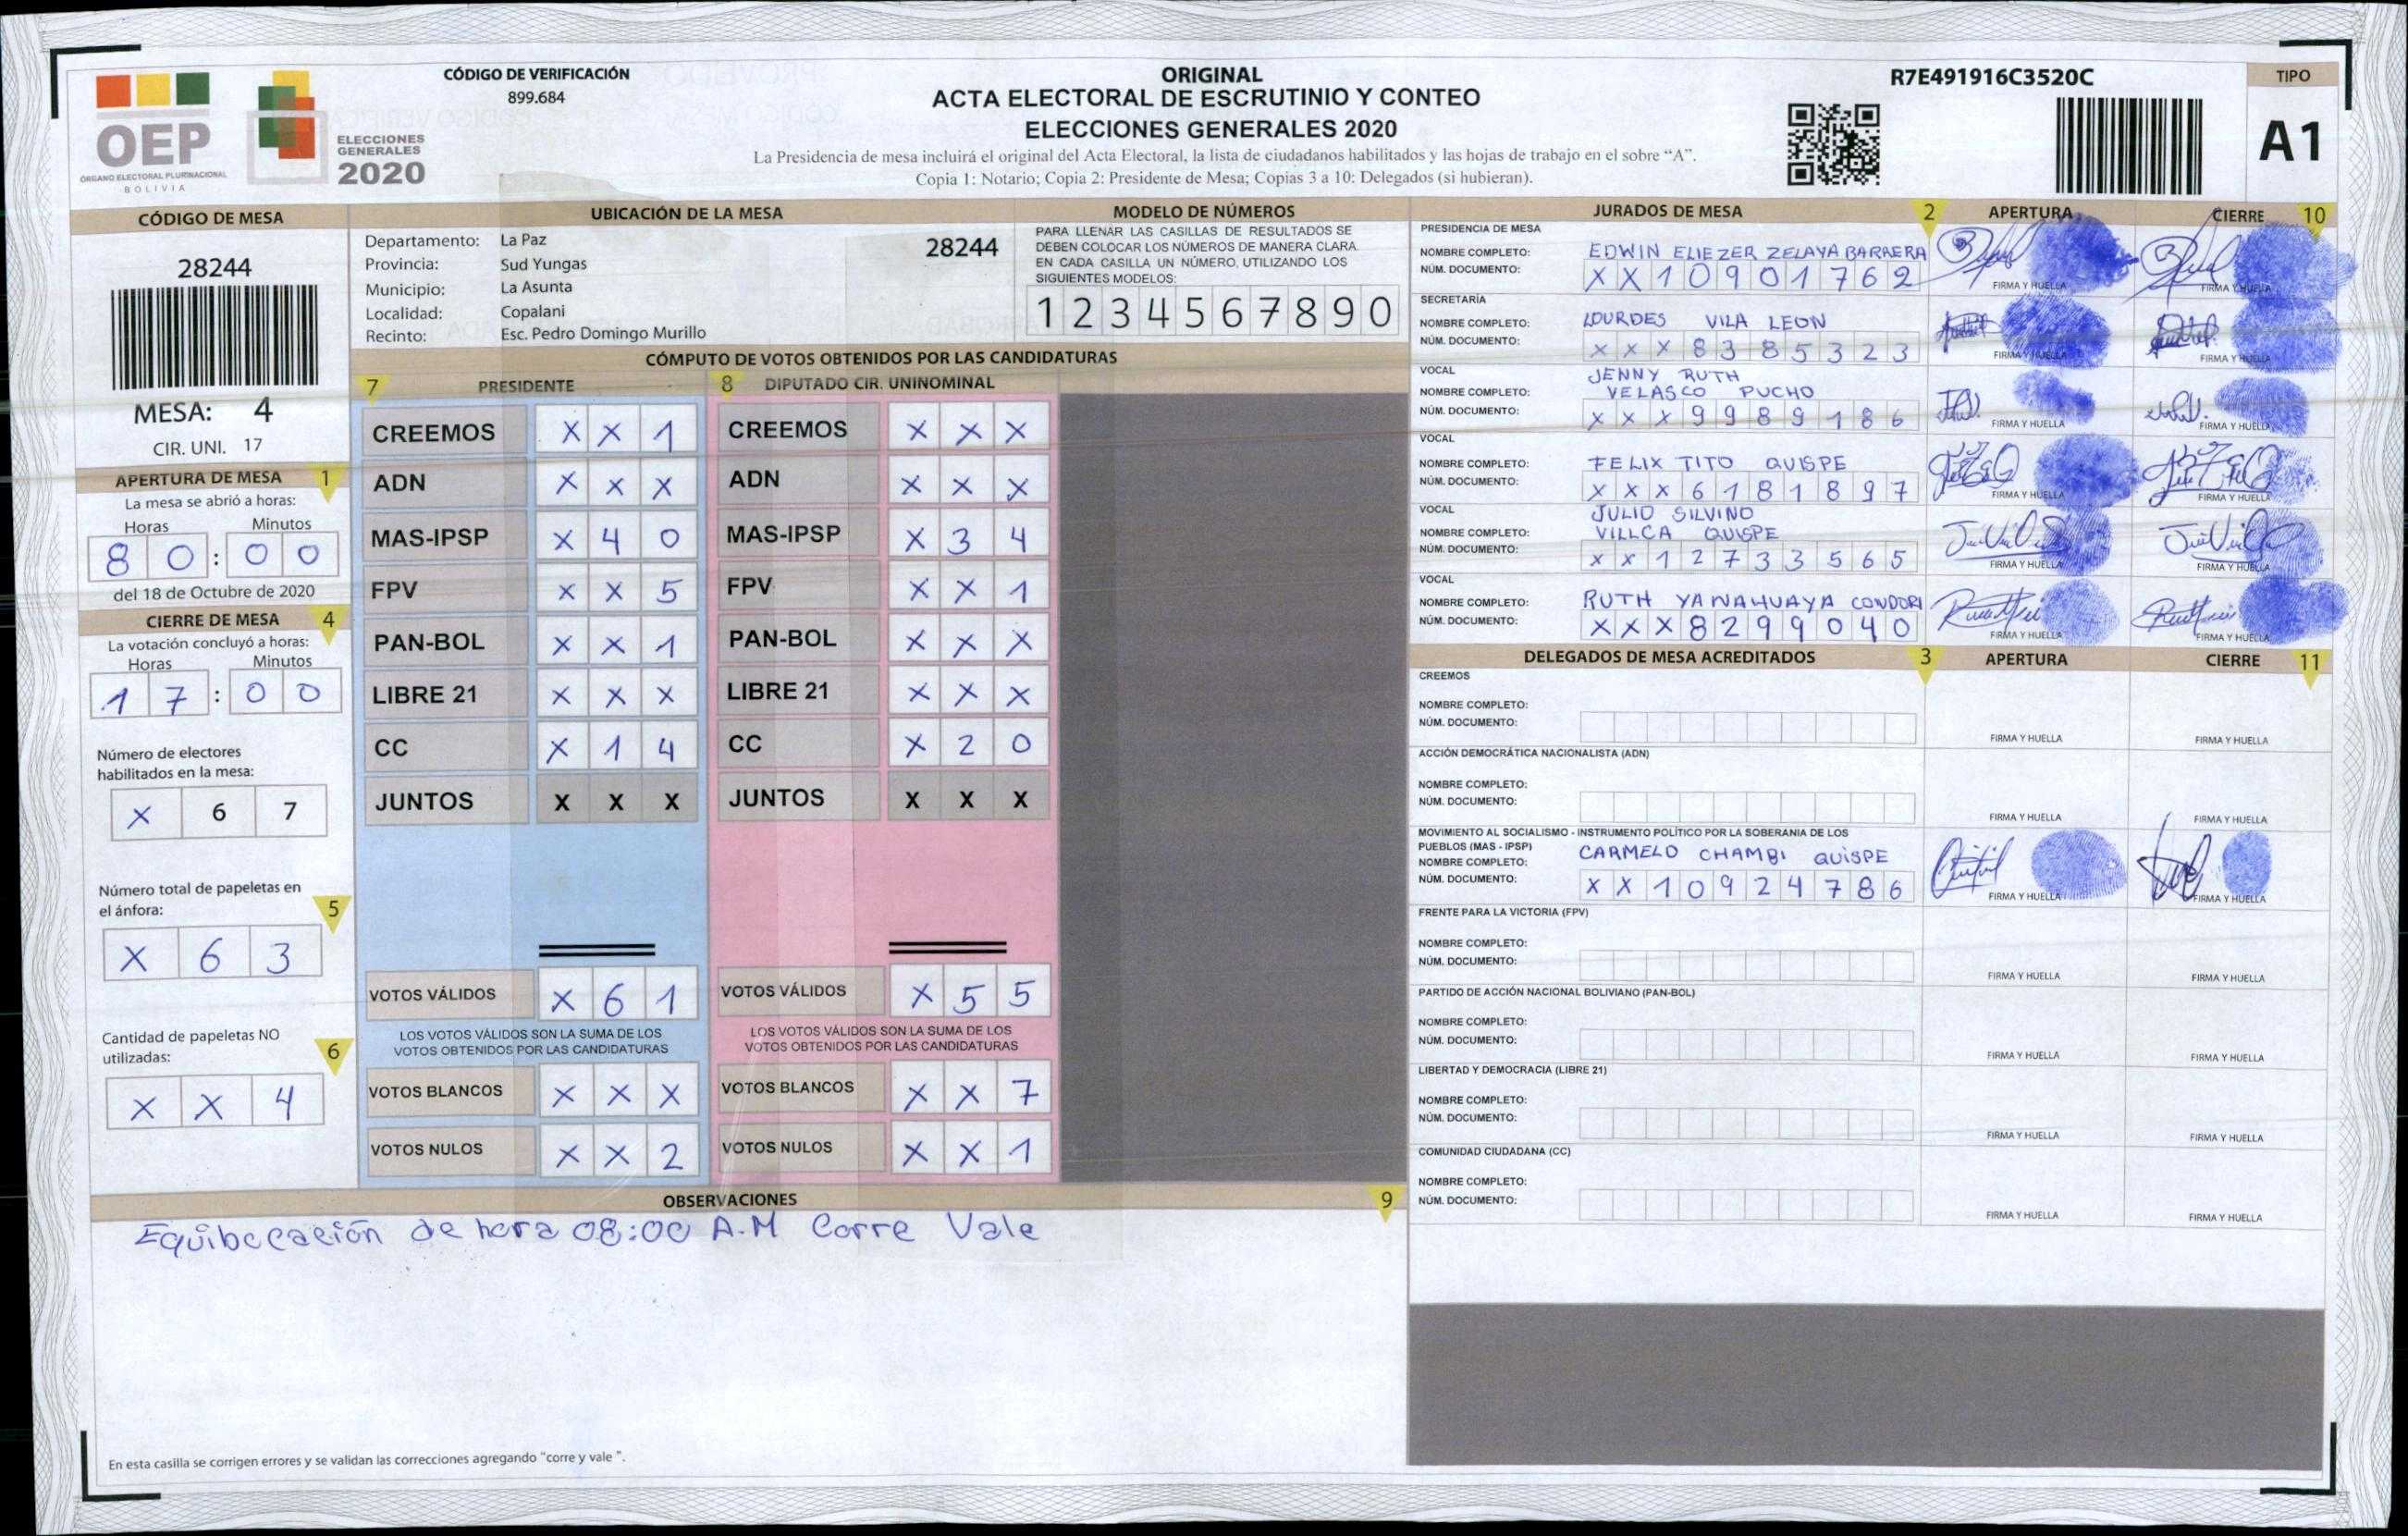 CÓDIGO DE VERIFICACIÓN
899.684
OEP
ÓRGANO ELECTORAL PLURINACIONAL
BOLIVIA
ELECCIONES
GENERALES
2020
ORIGINAL
ACTA ELECTORAL DE ESCRUTINIO Y CONTEO
ELECCIONES GENERALES 2020
La Presidencia de mesa incluirá el original del Acta Electoral, la lista de ciudadanos habilitados y las hojas de trabajo en el sobre “A”.
Copia 1: Notario; Copia 2: Presidente de Mesa; Copias 3 a 10: Delegados (si hubieran).
R7E491916C3520C
TIPO
A1
CÓDIGO DE MESA
28244
MESA: 4
CIR. UNI. 17
APERTURA DE MESA 1
La mesa se abrió a horas:
Horas Minutos
8 0 : 0 0
del 18 de Octubre de 2020
CIERRE DE MESA 4
La votación concluyó a horas:
Horas Minutos
1 7 : 0 0
Número de electores
habilitados en la mesa:
X 6 7
Número total de papeletas en
el ánfora: 5
X 6 3
Cantidad de papeletas NO
utilizadas: 6
X X 4
UBICACIÓN DE LA MESA
Departamento: La Paz
28244
Provincia: Sud Yungas
Municipio: La Asunta
Localidad: Copalani
Recinto: Esc. Pedro Domingo Murillo
MODELO DE NÚMEROS
PARA LLENAR LAS CASILLAS DE RESULTADOS SE
DEBEN COLOCAR LOS NÚMEROS DE MANERA CLARA.
EN CADA CASILLA UN NÚMERO, UTILIZANDO LOS
SIGUIENTES MODELOS:
1 2 3 4 5 6 7 8 9 0
CÓMPUTO DE VOTOS OBTENIDOS POR LAS CANDIDATURAS
7 PRESIDENTE
CREEMOS X X 1
ADN X X X
MAS-IPSP X 4 0
FPV X X 5
PAN-BOL X X 1
LIBRE 21 X X X
CC X 1 4
JUNTOS X X X
VOTOS VÁLIDOS X 6 1
LOS VOTOS VÁLIDOS SON LA SUMA DE LOS
VOTOS OBTENIDOS POR LAS CANDIDATURAS
VOTOS BLANCOS X X X
VOTOS NULOS X X 2
8 DIPUTADO CIR. UNINOMINAL
CREEMOS X X X
ADN X X X
MAS-IPSP X 3 4
FPV X X 1
PAN-BOL X X X
LIBRE 21 X X X
CC X 2 0
JUNTOS X X X
VOTOS VÁLIDOS X 5 5
LOS VOTOS VÁLIDOS SON LA SUMA DE LOS
VOTOS OBTENIDOS POR LAS CANDIDATURAS
VOTOS BLANCOS X X 7
VOTOS NULOS X X 1
OBSERVACIONES 9
Equibocación de hora 08:00 A.M Corre Vale
En esta casilla se corrigen errores y se validan las correcciones agregando “corre y vale ”.
JURADOS DE MESA 2 APERTURA CIERRE 10
PRESIDENCIA DE MESA
NOMBRE COMPLETO: EDWIN ELIEZER ZELAYA BARRERA
NÚM. DOCUMENTO: X X 1 0 9 0 1 7 6 2
FIRMA Y HUELLA FIRMA Y HUELLA
SECRETARÍA
NOMBRE COMPLETO: LOURDES VILA LEON
NÚM. DOCUMENTO: X X X 8 3 8 5 3 2 3
FIRMA Y HUELLA FIRMA Y HUELLA
VOCAL
JENNY RUTH
NOMBRE COMPLETO: VELASCO PUCHO
NÚM. DOCUMENTO: X X X 9 9 8 9 1 8 6
FIRMA Y HUELLA FIRMA Y HUELLA
VOCAL
NOMBRE COMPLETO: FELIX TITO QUISPE
NÚM. DOCUMENTO: X X X 6 1 8 1 8 9 7
FIRMA Y HUELLA FIRMA Y HUELLA
VOCAL
JULIO SILVINO
NOMBRE COMPLETO: VILLCA QUISPE
NÚM. DOCUMENTO: X X 1 2 7 3 3 5 6 5
FIRMA Y HUELLA FIRMA Y HUELLA
VOCAL
NOMBRE COMPLETO: RUTH YANAHUAYA CONDORI
NÚM. DOCUMENTO: X X X 8 2 9 9 0 4 0
FIRMA Y HUELLA FIRMA Y HUELLA
DELEGADOS DE MESA ACREDITADOS 3 APERTURA CIERRE 11
CREEMOS
NOMBRE COMPLETO:
NÚM. DOCUMENTO:
FIRMA Y HUELLA FIRMA Y HUELLA
ACCIÓN DEMOCRÁTICA NACIONALISTA (ADN)
NOMBRE COMPLETO:
NÚM. DOCUMENTO:
FIRMA Y HUELLA FIRMA Y HUELLA
MOVIMIENTO AL SOCIALISMO - INSTRUMENTO POLÍTICO POR LA SOBERANIA DE LOS
PUEBLOS (MAS - IPSP)
NOMBRE COMPLETO: CARMELO CHAMBI QUISPE
NÚM. DOCUMENTO: X X 1 0 9 2 4 7 8 6
FIRMA Y HUELLA FIRMA Y HUELLA
FRENTE PARA LA VICTORIA (FPV)
NOMBRE COMPLETO:
NÚM. DOCUMENTO:
FIRMA Y HUELLA FIRMA Y HUELLA
PARTIDO DE ACCIÓN NACIONAL BOLIVIANO (PAN-BOL)
NOMBRE COMPLETO:
NÚM. DOCUMENTO:
FIRMA Y HUELLA FIRMA Y HUELLA
LIBERTAD Y DEMOCRACIA (LIBRE 21)
NOMBRE COMPLETO:
NÚM. DOCUMENTO:
FIRMA Y HUELLA FIRMA Y HUELLA
COMUNIDAD CIUDADANA (CC)
NOMBRE COMPLETO:
NÚM. DOCUMENTO:
FIRMA Y HUELLA FIRMA Y HUELLA